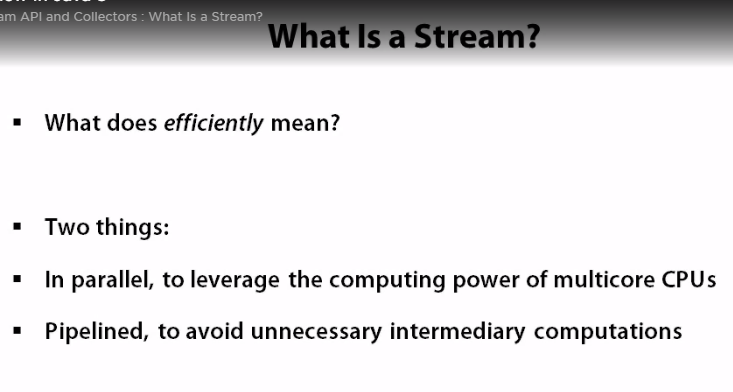 am API and Collectors : What Is a Stream?
What Is a Stream?
▪ What does efficiently mean?
▪ Two things:
▪ In parallel, to leverage the computing power of multicore CPUs
▪ Pipelined, to avoid unnecessary intermediary computations